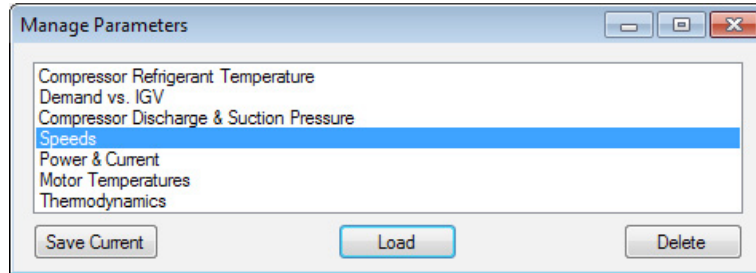 Manage Parameters
Compressor Refrigerant Temperature
Demand vs. IGV
Compressor Discharge & Suction Pressure
Speeds
Power & Current
Motor Temperatures
Thermodynamics
Save Current Load Delete